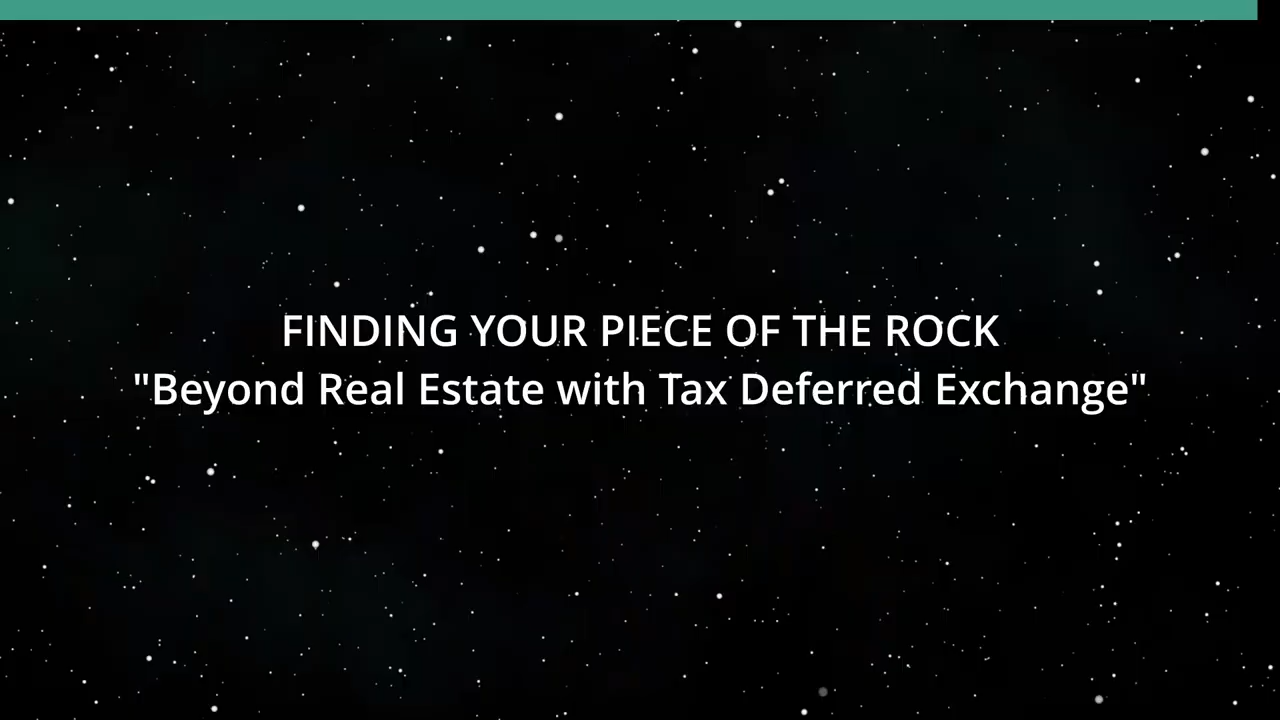 FINDING YOUR PIECE OF THE ROCK
"Beyond Real Estate with Tax Deferred Exchange"